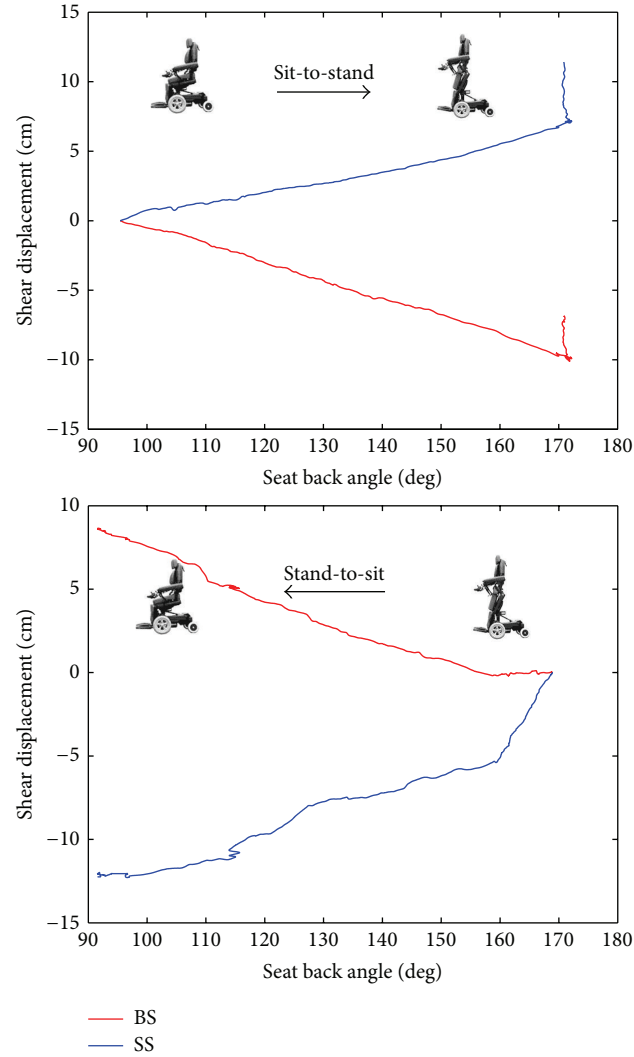 15
10
5
0
−5
−10
−15
Shear displacement (cm)
Sit-to-stand
90 100 110 120 130 140 150 160 170 180
Seat back angle (deg)
10
5
0
−5
−10
−15
Shear displacement (cm)
Stand-to-sit
90 100 110 120 130 140 150 160 170 180
Seat back angle (deg)
BS
SS